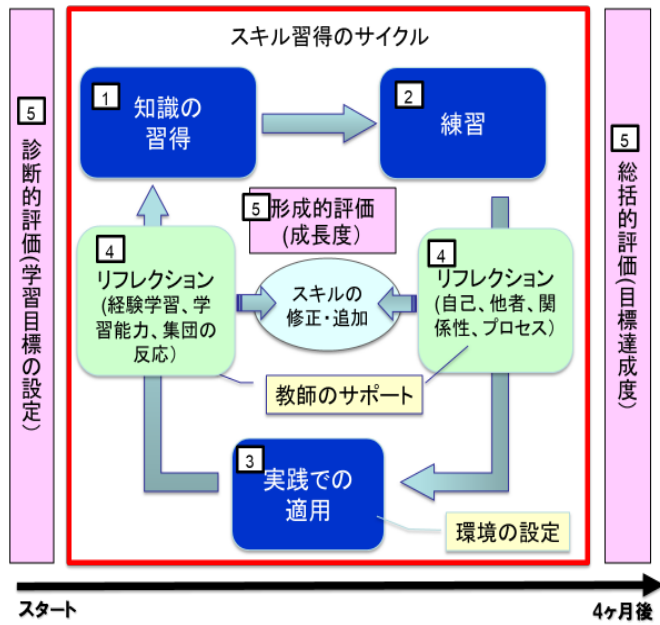 スキル習得のサイクル
5
診断的評価(学習目標の設定)
1
知識の
習得
2
練習
5
形成的評価
(成長度)
4
リフレクション
(経験学習、学
習能力、集団の
反応)
スキルの
修正・追加
4
リフレクション
(自己、他者、関
係性、プロセス)
教師のサポート
3
実践での
適用
環境の設定
5
総括的評価(目標達成度)
スタート
4ヶ月後